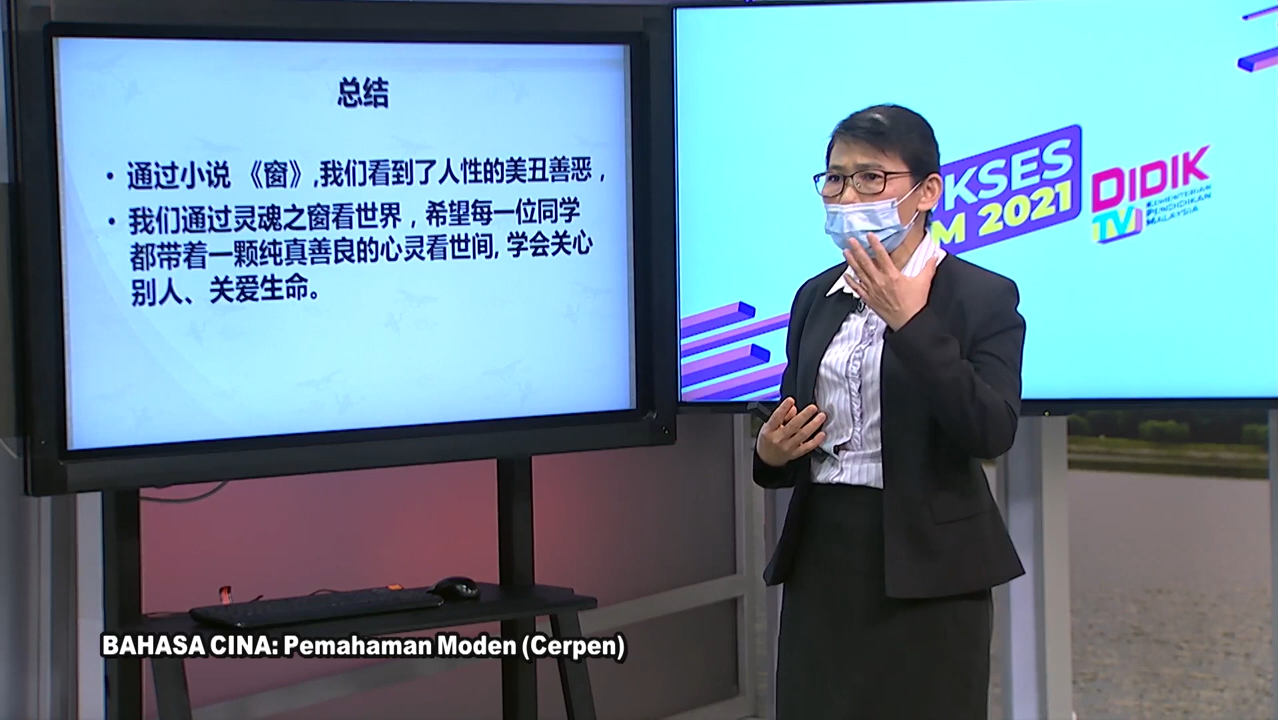 总结
• 通过小说 《窗》,我们看到了人性的美丑善恶，
• 我们通过灵魂之窗看世界，希望每一位同学
都带着一颗纯真善良的心灵看世间, 学会关心
别人、关爱生命。
KSES
M 2021
DIDIK
TV
KEMENTERIAN
PENDIDIKAN
MALAYSIA
BAHASA CINA: Pemahaman Moden (Cerpen)